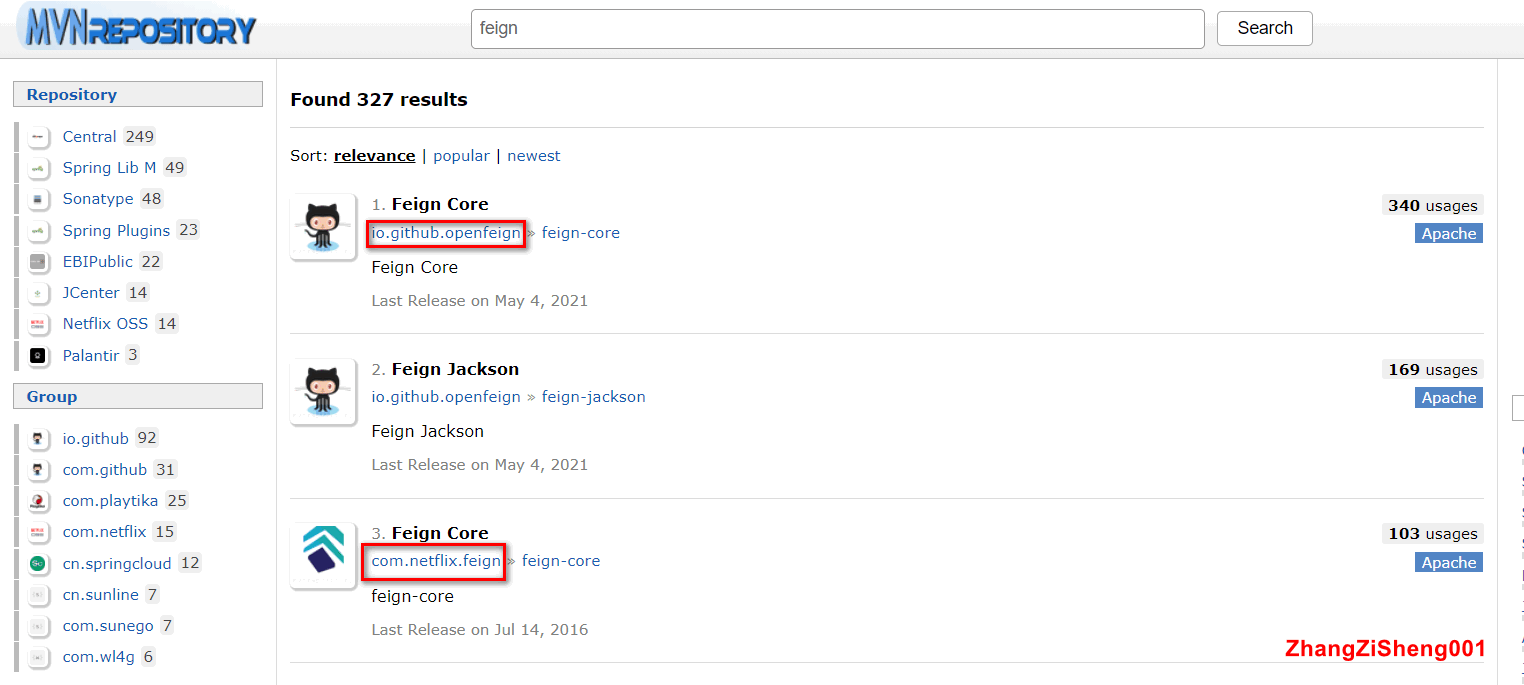 MVNREPOSITORY
feign
Search
Repository
Central 249
Spring Lib M 49
Sonatype 48
Spring Plugins 23
EBIPublic 22
JCenter 14
Netflix OSS 14
Palantir 3
Group
io.github 92
com.github 31
com.playtika 25
com.netflix 15
cn.springcloud 12
cn.sunline 7
com.sunego 7
com.wl4g 6
Found 327 results
Sort: relevance | popular | newest
1. Feign Core
340 usages
io.github.openfeign » feign-core
Apache
Feign Core
Last Release on May 4, 2021
2. Feign Jackson
169 usages
io.github.openfeign » feign-jackson
Apache
Feign Jackson
Last Release on May 4, 2021
3. Feign Core
103 usages
com.netflix.feign » feign-core
Apache
feign-core
Last Release on Jul 14, 2016
ZhangZiSheng001